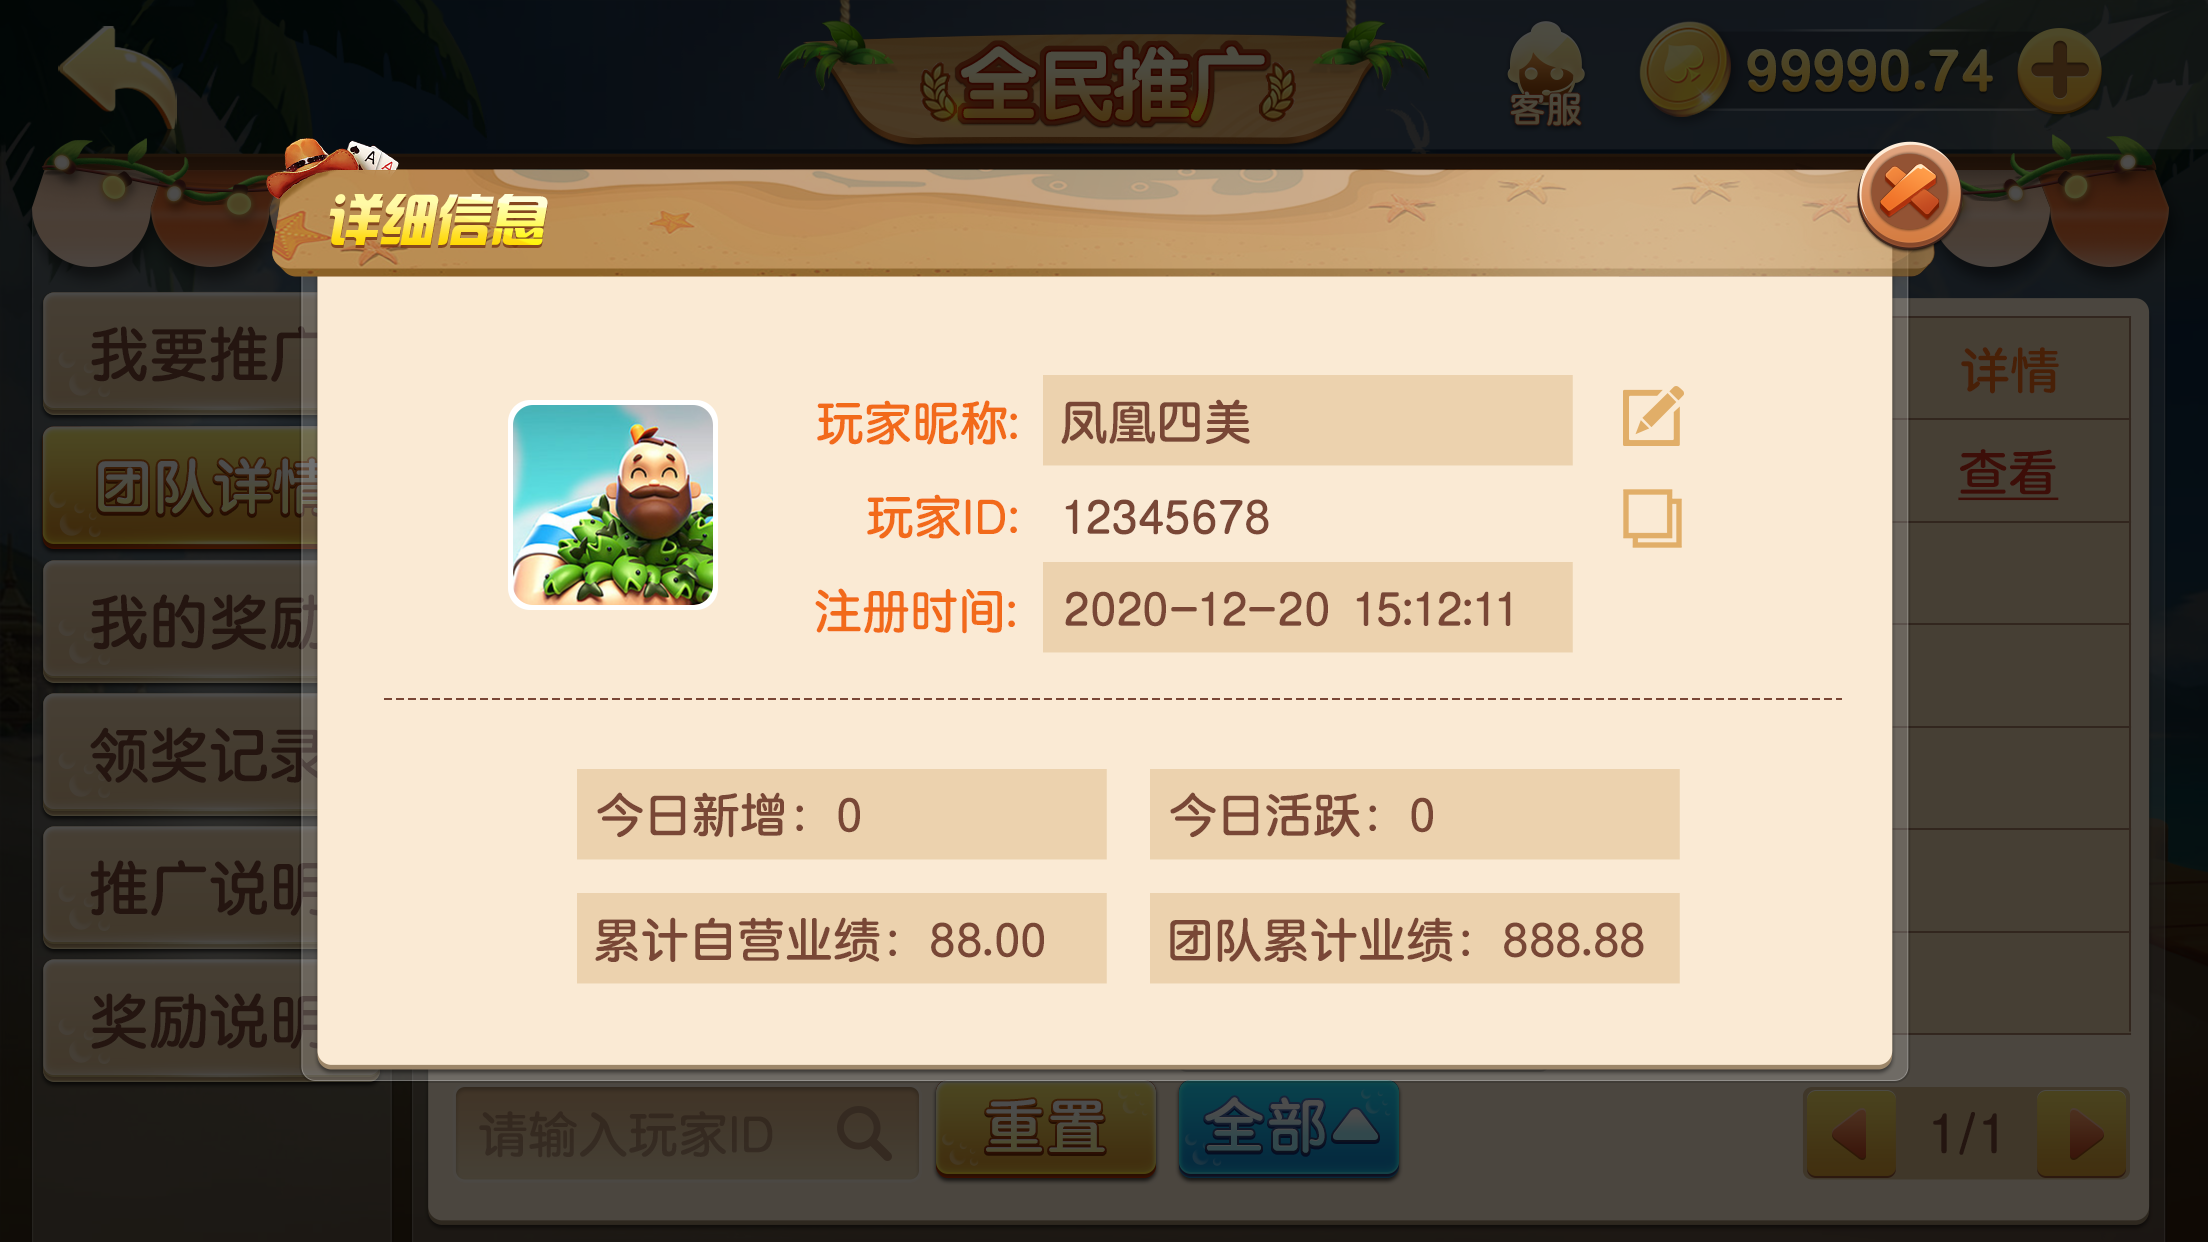 全民推广
客服
99990.74
A
A
详细信息
我要推广
团队详情
我的奖励
领奖记录
推广说明
奖励说明
详情
查看
玩家昵称: 凤凰四美
玩家ID: 12345678
注册时间: 2020-12-20 15:12:11
今日新增：0
今日活跃：0
累计自营业绩：88.00
团队累计业绩：888.88
请输入玩家ID
重置
全部
1/1